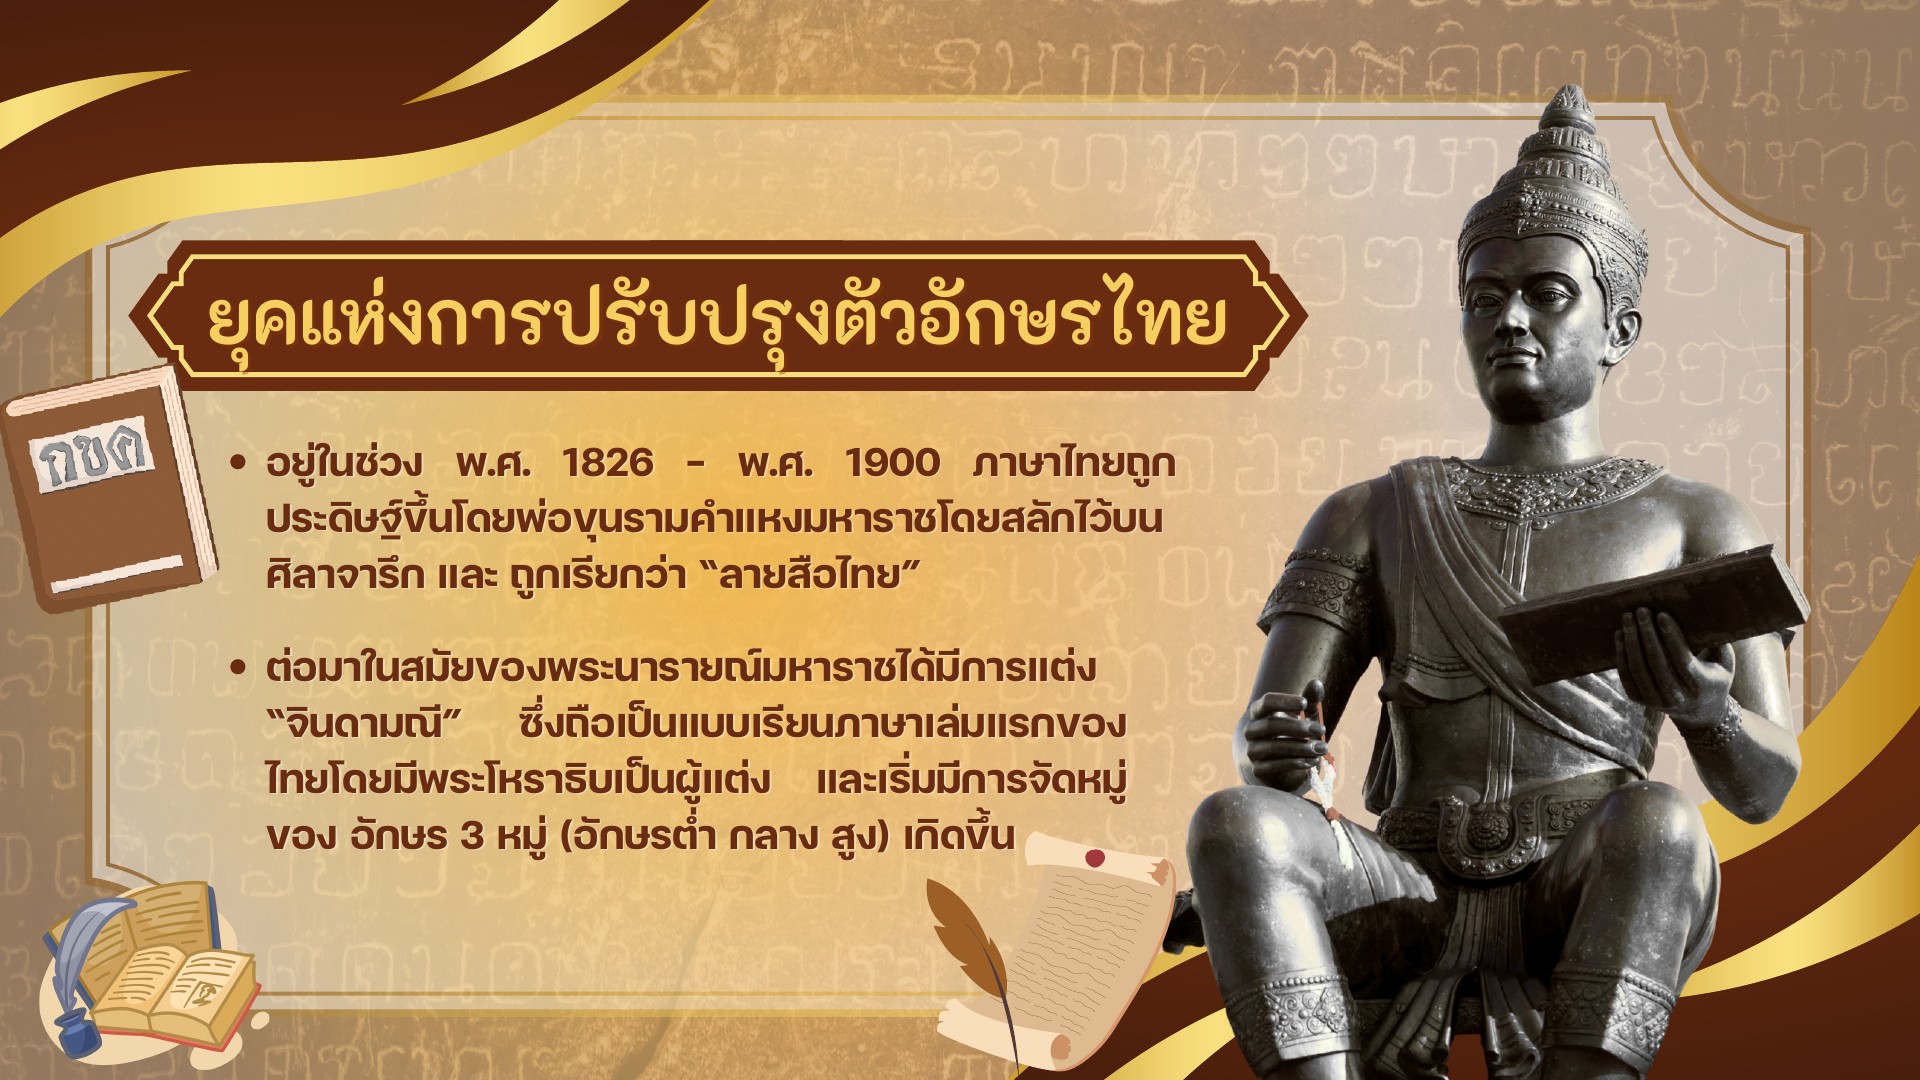 ยุคแห่งการปรับปรุงตัวอักษรไทย
กขค
อยู่ในช่วง พ.ศ. 1826 - พ.ศ. 1900 ภาษาไทยถูก
ประดิษฐ์ขึ้นโดยพ่อขุนรามคำแหงมหาราชโดยสลักไว้บน
ศิลาจารึก และ ถูกเรียกว่า “ลายสือไทย”
ต่อมาในสมัยของพระนารายณ์มหาราชได้มีการแต่ง
“จินดามณี” ซึ่งถือเป็นแบบเรียนภาษาเล่มแรกของ
ไทยโดยมีพระโหราธิบเป็นผู้แต่ง และเริ่มมีการจัดหมู่
ของ อักษร 3 หมู่ (อักษรต่ำ กลาง สูง) เกิดขึ้น